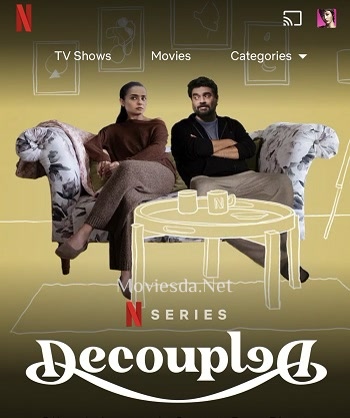 N
TV Shows Movies Categories
N
Moviesda.Net
N SERIES
Decoupled